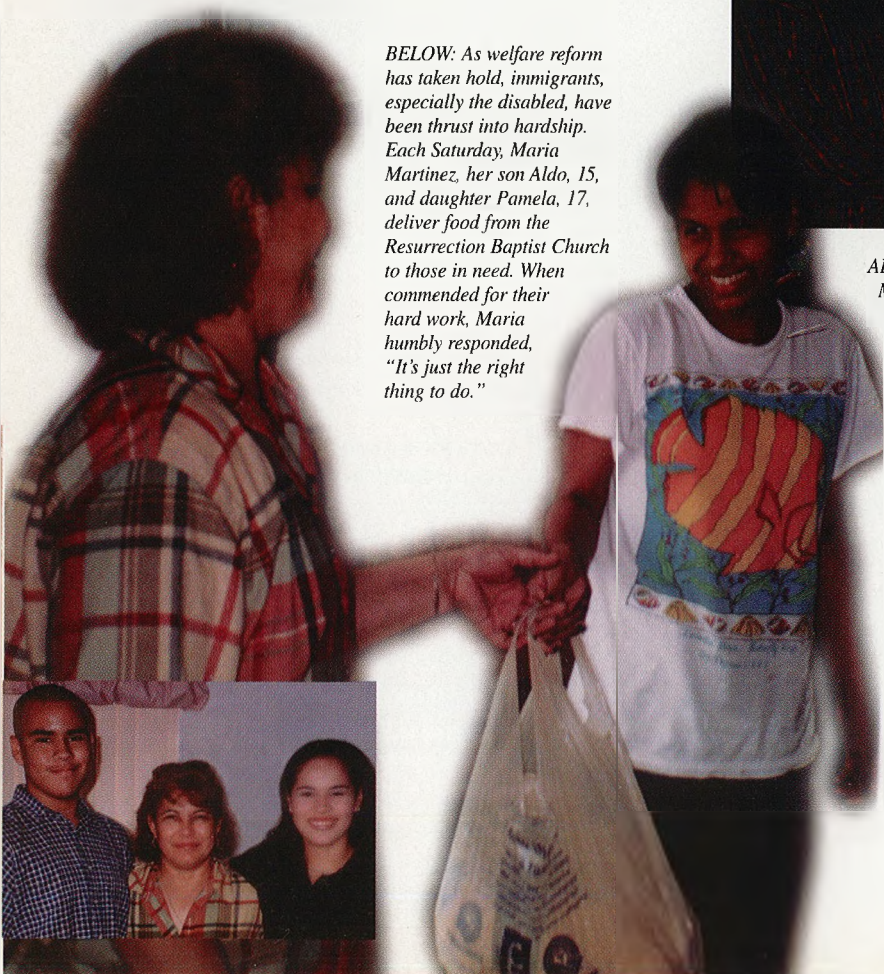 BELOW: As welfare reform
has taken hold, immigrants,
especially the disabled, have
been thrust into hardship.
Each Saturday, Maria
Martinez, her son Aldo, 15,
and daughter Pamela, 17,
deliver food from the
Resurrection Baptist Church
to those in need. When
commended for their
hard work, Maria
humbly responded,
“It’s just the right
thing to do.”